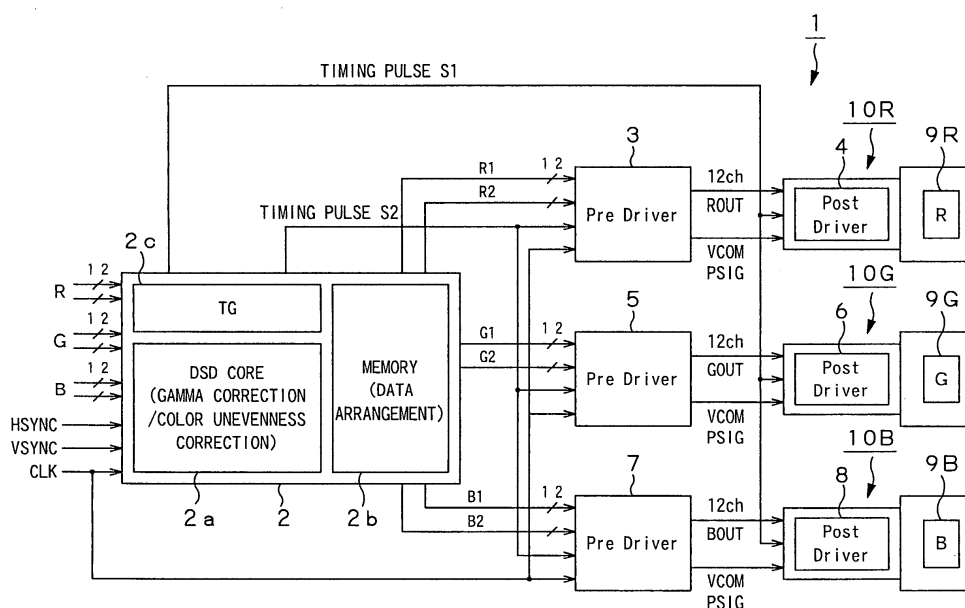 1
TIMING PULSE S1
10R
3
4
9R
R1
12
12ch
R2
ROUT
Pre Driver
Post
Driver
R
TIMING PULSE S2
2c
VCOM
PSIG
10G
12
R
TG
5
6
9G
12
G
G1
12
12ch
G2
GOUT
12
B
DSD CORE
(GAMMA CORRECTION
/COLOR UNEVENNESS
CORRECTION)
MEMORY
(DATA
ARRANGEMENT)
Pre Driver
Post
Driver
G
HSYNC
VSYNC
VCOM
PSIG
CLK
10B
7
8
9B
2a
2
2b
B1
12
12ch
B2
BOUT
Pre Driver
Post
Driver
B
VCOM
PSIG